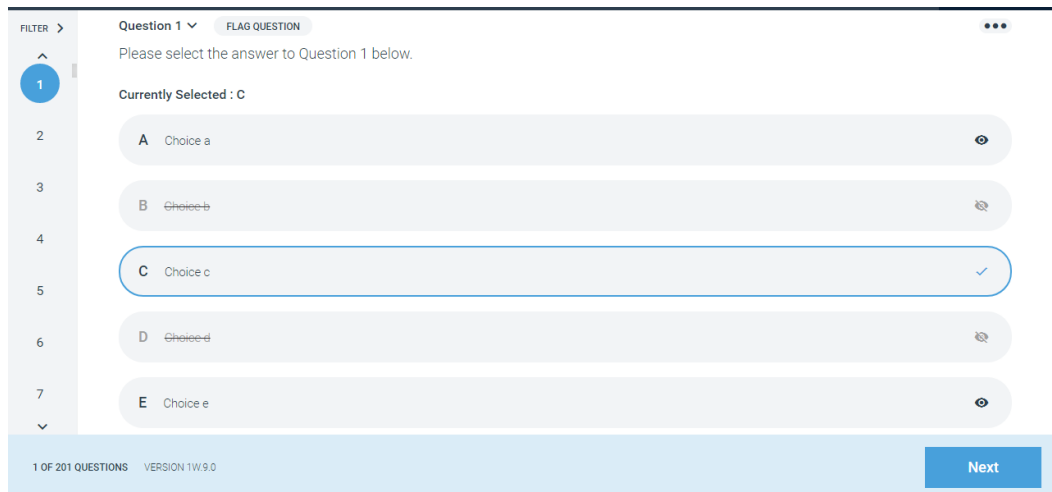 FILTER
Question 1
FLAG QUESTION
Please select the answer to Question 1 below.
1
Currently Selected : C
2
A Choice a
3
B Choice b
4
C Choice c
5
6
D Choice d
7
E Choice e
1 OF 201 QUESTIONS VERSION 1W.9.0
Next